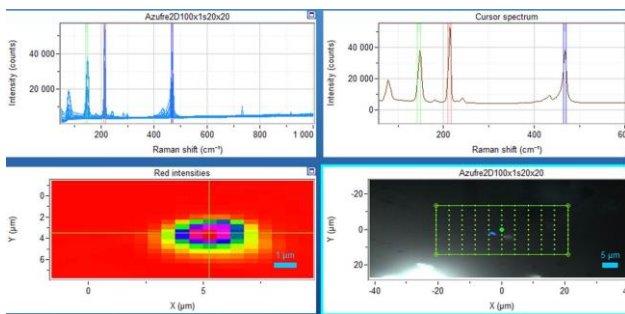 Azufre2D100x1s20x20
Intensity (counts)
40 000
20 000
200
400
600
800
1 000
Raman shift (cm⁻¹)
Cursor spectrum
Intensity (counts)
40 000
20 000
0
200
400
600
Raman shift (cm⁻¹)
Red intensities
Y (µm)
0
2
4
6
1 µm
0
5
X (µm)
Azufre2D100x1s20x20
Y (µm)
-20
0
20
5 µm
-40
-20
0
20
40
X (µm)